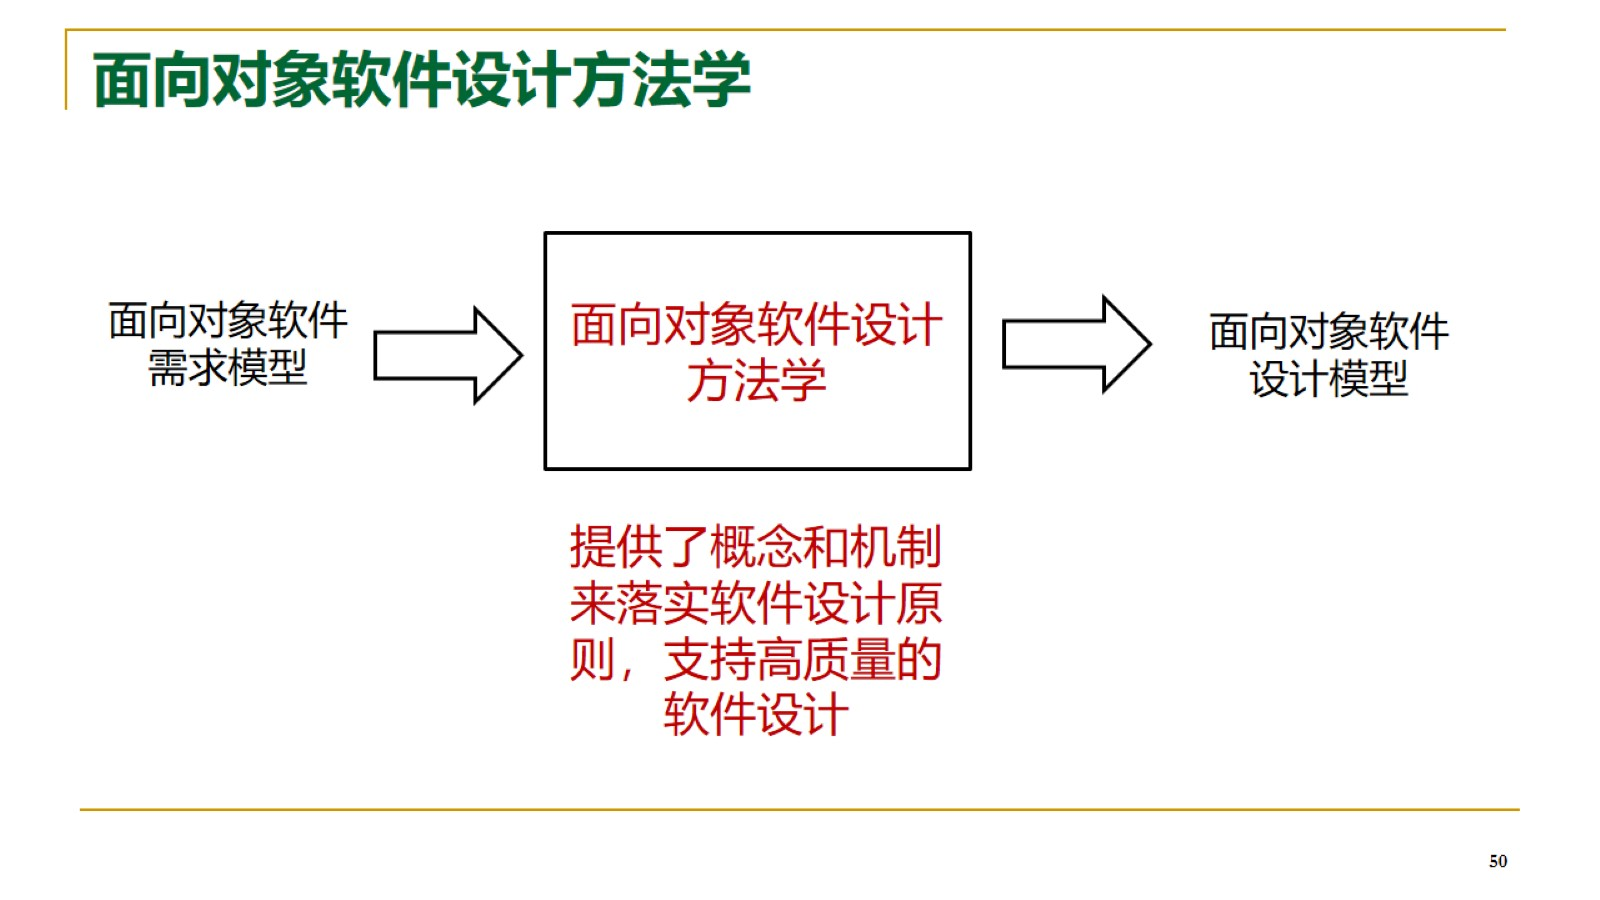 面向对象软件设计方法学
面向对象软件
需求模型
面向对象软件设计
方法学
面向对象软件
设计模型
提供了概念和机制
来落实软件设计原
则，支持高质量的
软件设计
50